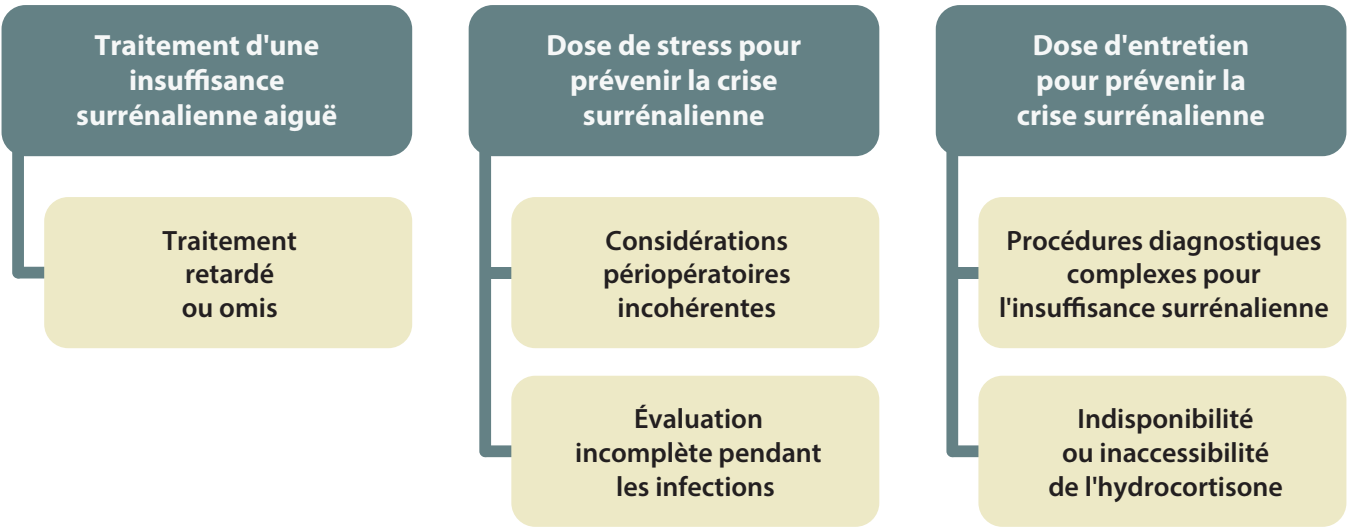 Traitement d'une
insuffisance
surrénalienne aiguë
Traitement
retardé
ou omis
Dose de stress pour
prévenir la crise
surrénalienne
Considérations
périopératoires
incohérentes
Évaluation
incomplète pendant
les infections
Dose d'entretien
pour prévenir la
crise surrénalienne
Procédures diagnostiques
complexes pour
l'insuffisance surrénalienne
Indisponibilité
ou inaccessibilité
de l'hydrocortisone